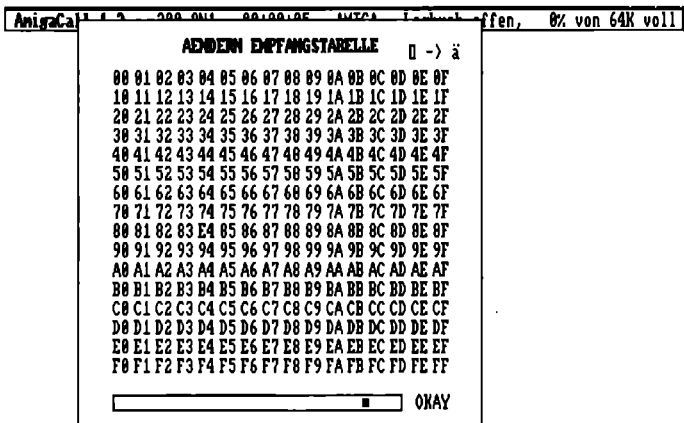 AmigaCal 00:00:05 AMIGA ffen, 0% von 64K voll
AENDERN EMPFANGSTABELLE -> ä
00 01 02 03 04 05 06 07 08 09 0A 0B 0C 0D 0E 0F
10 11 12 13 14 15 16 17 18 19 1A 1B 1C 1D 1E 1F
20 21 22 23 24 25 26 27 28 29 2A 2B 2C 2D 2E 2F
30 31 32 33 34 35 36 37 38 39 3A 3B 3C 3D 3E 3F
40 41 42 43 44 45 46 47 48 49 4A 4B 4C 4D 4E 4F
50 51 52 53 54 55 56 57 58 59 5A 5B 5C 5D 5E 5F
60 61 62 63 64 65 66 67 68 69 6A 6B 6C 6D 6E 6F
70 71 72 73 74 75 76 77 78 79 7A 7B 7C 7D 7E 7F
80 81 82 83 E4 85 86 87 88 89 8A 8B 8C 8D 8E 8F
90 91 92 93 94 95 96 97 98 99 9A 9B 9C 9D 9E 9F
A0 A1 A2 A3 A4 A5 A6 A7 A8 A9 AA AB AC AD AE AF
B0 B1 B2 B3 B4 B5 B6 B7 B8 B9 BA BB BC BD BE BF
C0 C1 C2 C3 C4 C5 C6 C7 C8 C9 CA CB CC CD CE CF
D0 D1 D2 D3 D4 D5 D6 D7 D8 D9 DA DB DC DD DE DF
E0 E1 E2 E3 E4 E5 E6 E7 E8 E9 EA EB EC ED EE EF
F0 F1 F2 F3 F4 F5 F6 F7 F8 F9 FA FB FC FD FE FF
OKAY